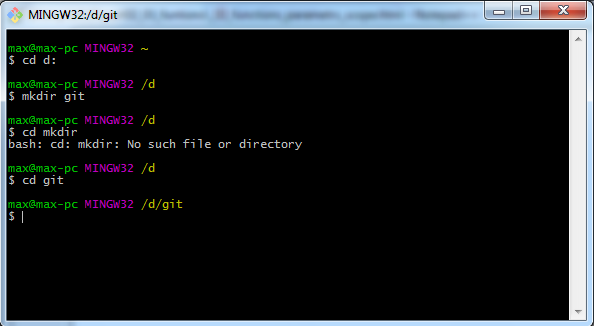 MINGW32:/d/git
max@max-pc MINGW32 ~
$ cd d:
max@max-pc MINGW32 /d
$ mkdir git
max@max-pc MINGW32 /d
$ cd mkdir
bash: cd: mkdir: No such file or directory
max@max-pc MINGW32 /d
$ cd git
max@max-pc MINGW32 /d/git
$